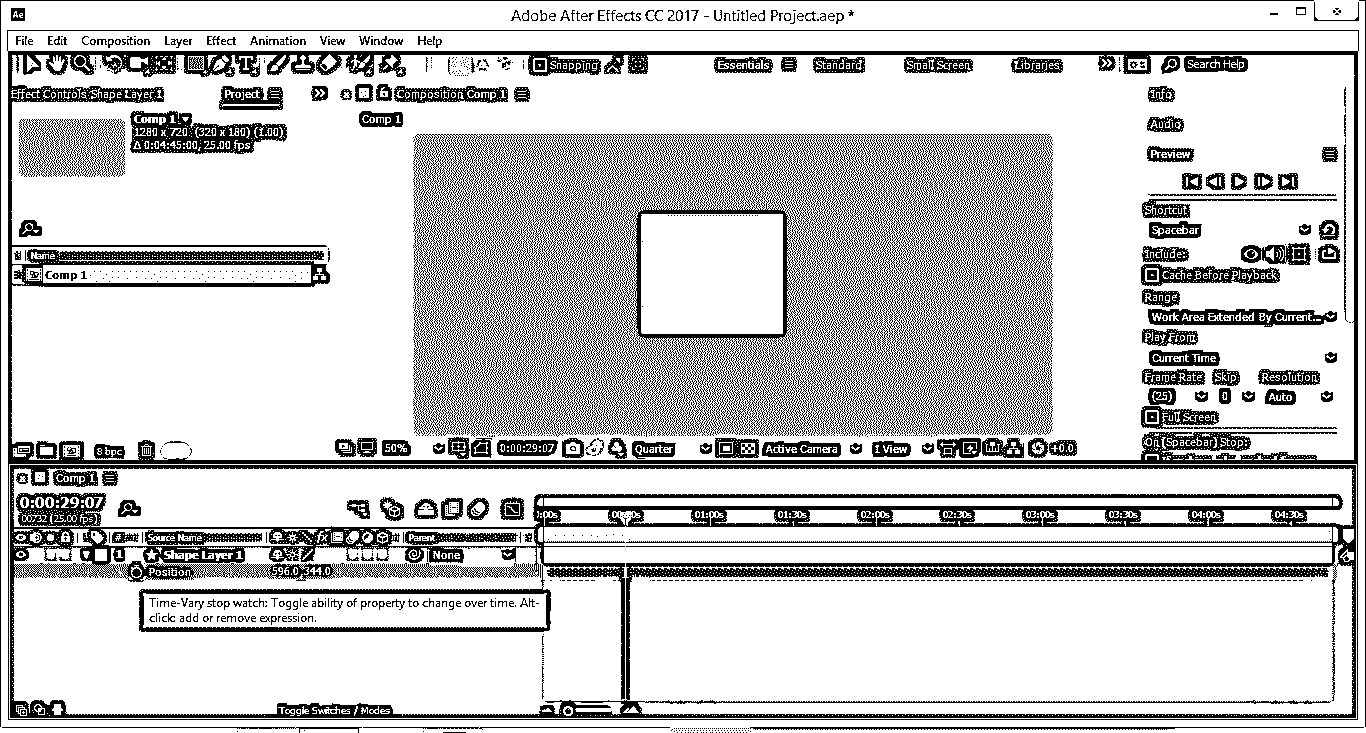 Adobe After Effects CC 2017 - Untitled Project.aep *
File Edit Composition Layer Effect Animation View Window Help
Snapping Essentials Standard Small Screen Libraries Search Help
Effect Controls Shape Layer 1 Project Composition Comp 1 Info
Comp 1 Comp 1
1280 x 720 (320 x 180) (1.00) Audio
Δ 0:04:45:00, 25.00 fps
Preview
Shortcut
Spacebar
Include:
Name
Comp 1 Cache Before Playback
Range
Work Area Extended By Current...
Play From
Current Time
Frame Rate Skip Resolution
(25) 0 Auto
Full Screen
On (Spacebar) Stop:
8 bpc 50% 0:00:29:07 Quarter Active Camera 1 View +0.0
Comp 1
0:00:29:07
00732 (25.00 fps) 01:00s 01:30s 02:00s 02:30s 03:00s 03:30s 04:00s 04:30s
# Source Name Parent
1 Shape Layer 1 None
Position 596.0, 344.0
Time-Vary stop watch: Toggle ability of property to change over time. Alt-
click: add or remove expression.
Toggle Switches / Modes